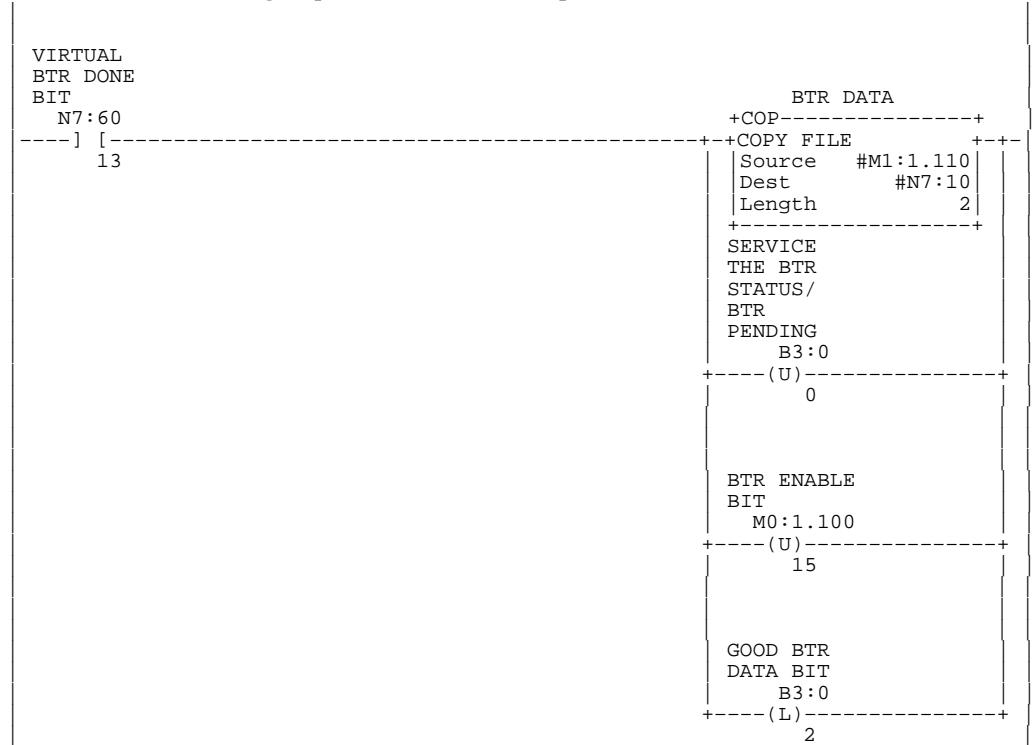 VIRTUAL
BTR DONE
BIT
BTR DATA
N7:60
+COP---------------+
----] [----------------------------------------------+-+COPY FILE +-+-
13
Source #M1:1.110
Dest #N7:10
Length 2
+-------------------+
SERVICE
THE BTR
STATUS/
BTR
PENDING
B3:0
+----(U)---------------+
0
BTR ENABLE
BIT
M0:1.100
+----(U)---------------+
15
GOOD BTR
DATA BIT
B3:0
+----(L)---------------+
2